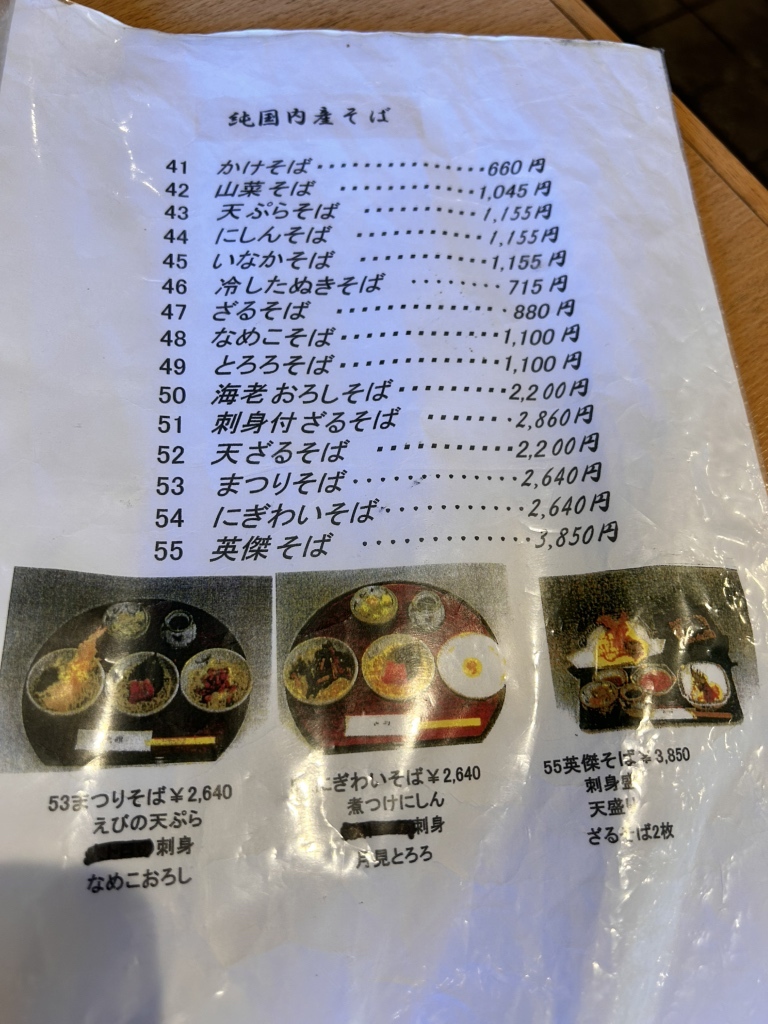 純国内産そば
41 かけそば・・・・・・・・・・・・・・・660円
42 山菜そば ・・・・・・・・・・・・1,045円
43 天ぷらそば ・・・・・・・・・・1,155円
44 にしんそば ・・・・・・・・・・・1,155円
45 いなかそば ・・・・・・・・・・・1,155円
46 冷したぬきそば ・・・・・・・・715円
47 ざるそば ・・・・・・・・・・・・・・880円
48 なめこそば・・・・・・・・・・・・・1,100円
49 とろろそば・・・・・・・・・・・・・1,100円
50 海老おろしそば・・・・・・・・・2,200円
51 刺身付ざるそば ・・・・・・・2,860円
52 天ざるそば ・・・・・・・・・・・2,200円
53 まつりそば・・・・・・・・・・・・・2,640円
54 にぎわいそば・・・・・・・・・・・2,640円
55 英傑そば ・・・・・・・・・・・・・3,850円
53まつりそば￥2,640
えびの天ぷら
刺身
なめこおろし
にぎわいそば￥2,640
煮つけにしん
刺身
月見とろろ
55英傑そば￥3,850
刺身盛
天盛り
ざるそば2枚